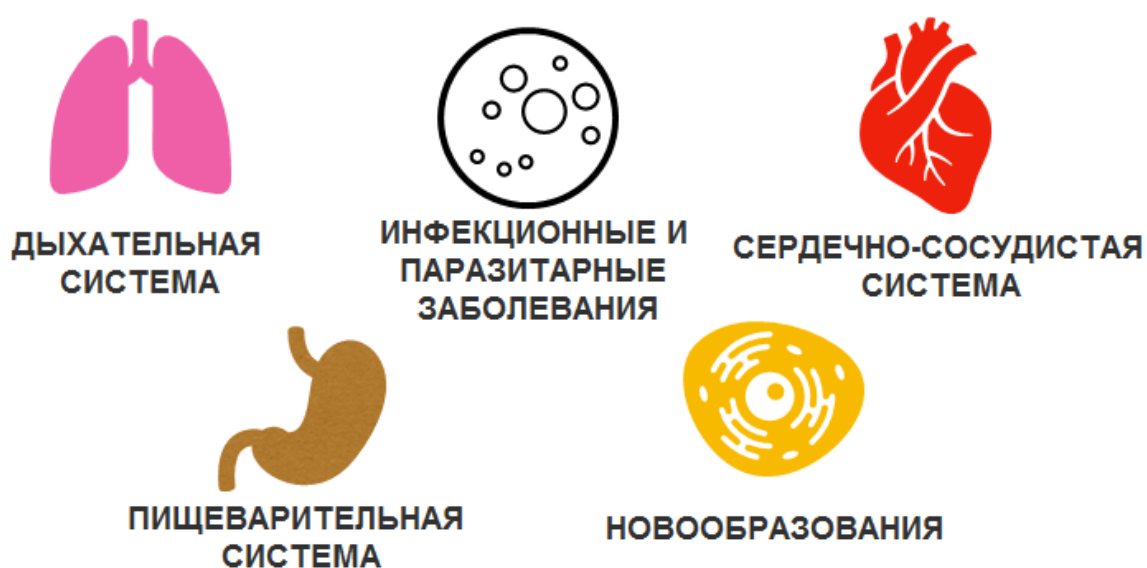 ДЫХАТЕЛЬНАЯ
СИСТЕМА
ИНФЕКЦИОННЫЕ И
ПАРАЗИТАРНЫЕ
ЗАБОЛЕВАНИЯ
СЕРДЕЧНО-СОСУДИСТАЯ
СИСТЕМА
ПИЩЕВАРИТЕЛЬНАЯ
СИСТЕМА
НОВООБРАЗОВАНИЯ